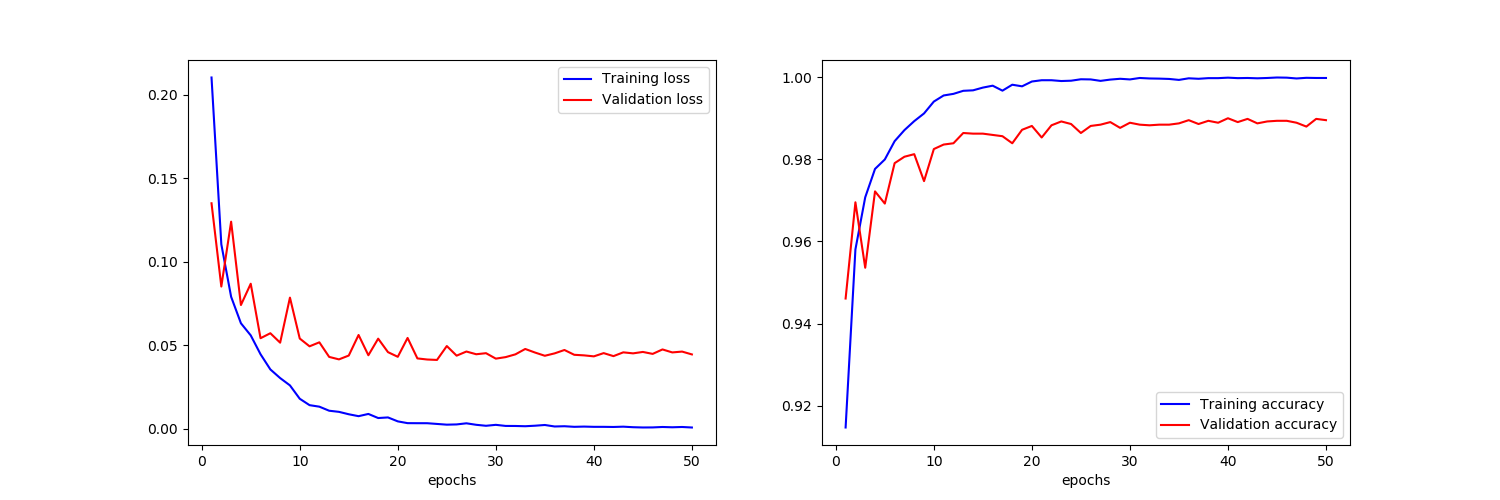 Training loss
Validation loss
0.20
0.15
0.10
0.05
0.00
0 10 20 30 40 50
epochs
1.00
0.98
0.96
0.94
0.92
Training accuracy
Validation accuracy
0 10 20 30 40 50
epochs